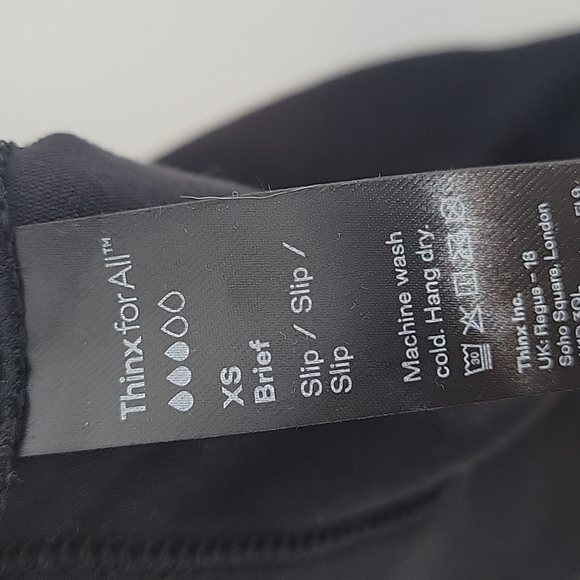 Thinx for All™
XS
Brief
Slip / Slip /
Slip
Machine wash
cold. Hang dry.
30
Thinx Inc.
UK: Regus – 18
Soho Square, London